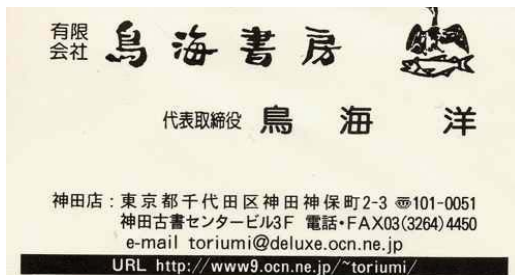 有限会社 鳥海書房
代表取締役 鳥海 洋
神田店：東京都千代田区神田神保町2-3 〠101-0051
神田古書センタービル3F 電話・FAX03(3264)4450
e-mail toriumi@deluxe.ocn.ne.jp
URL http://www9.ocn.ne.jp/~toriumi/